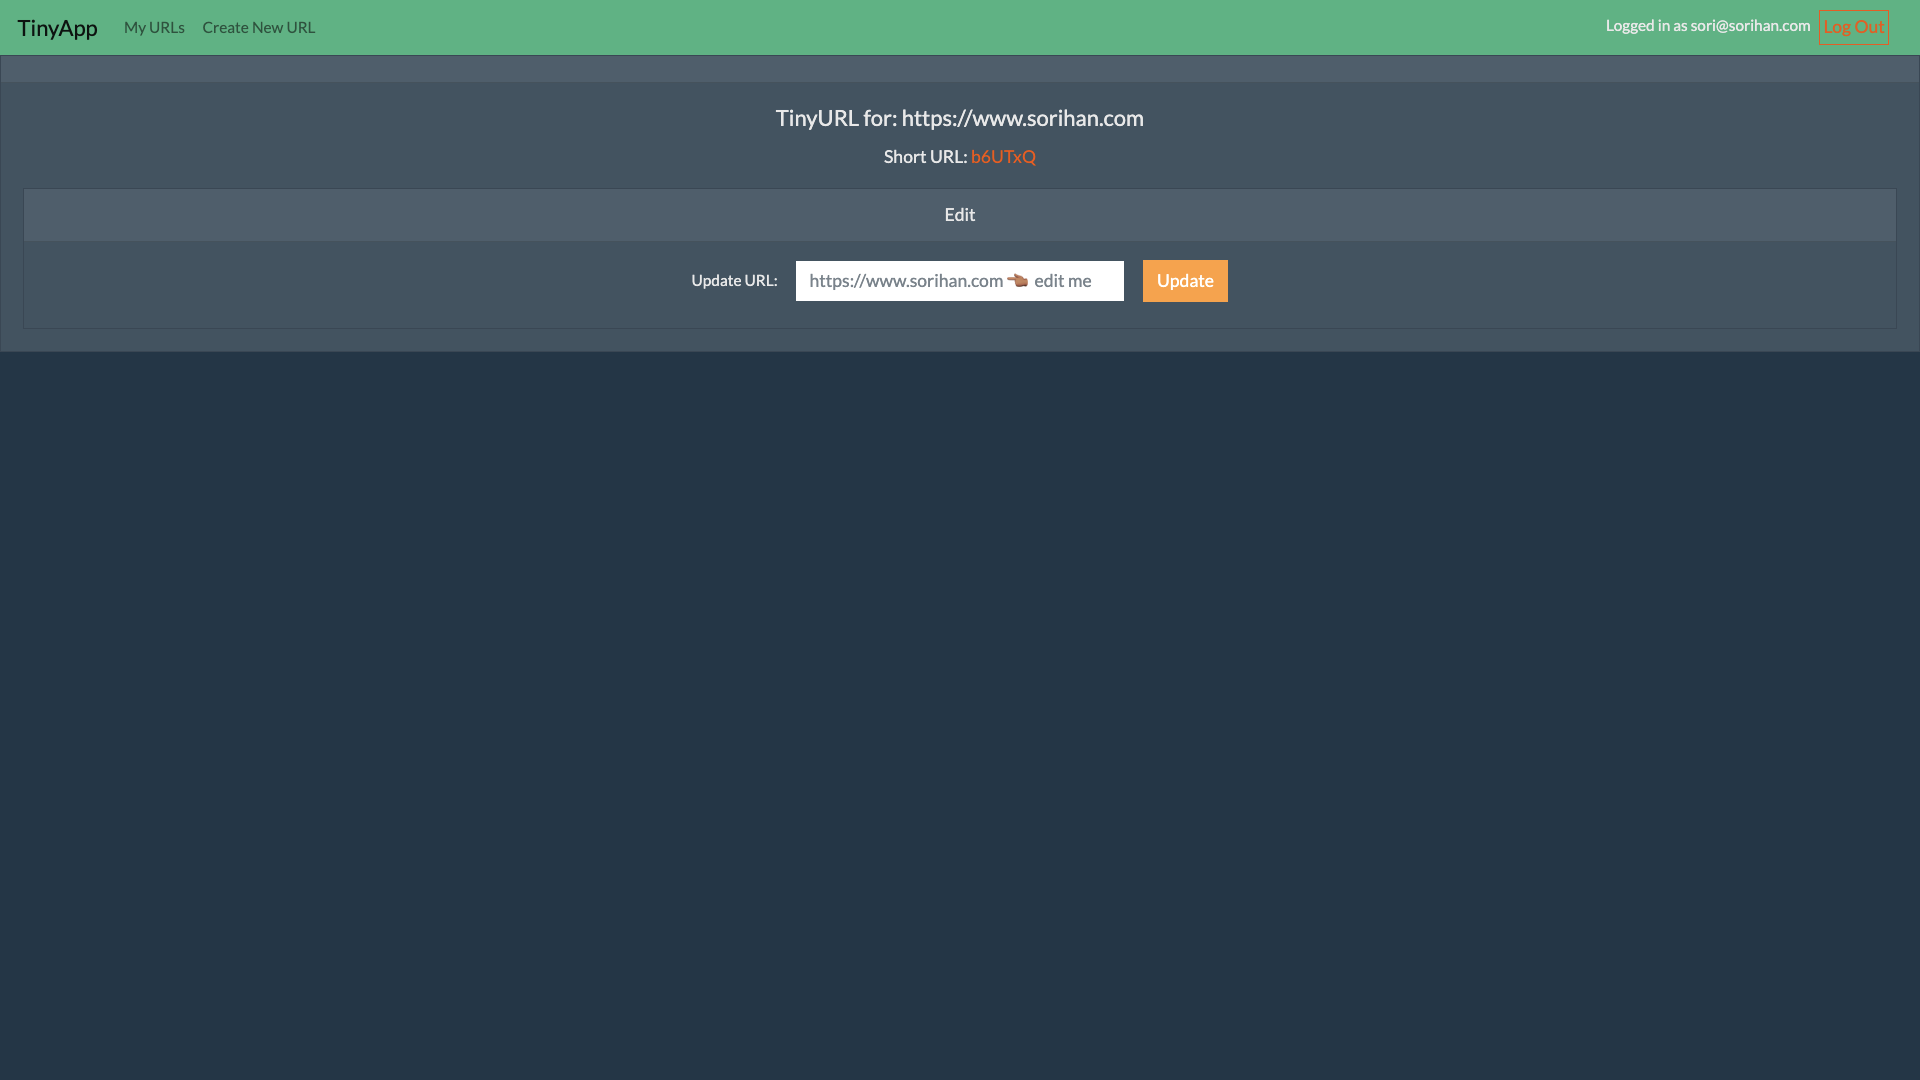 TinyApp My URLs Create New URL Logged in as sori@sorihan.com Log Out
TinyURL for: https://www.sorihan.com
Short URL: b6UTxQ
Edit
Update URL: https://www.sorihan.com 👈🏽 edit me Update